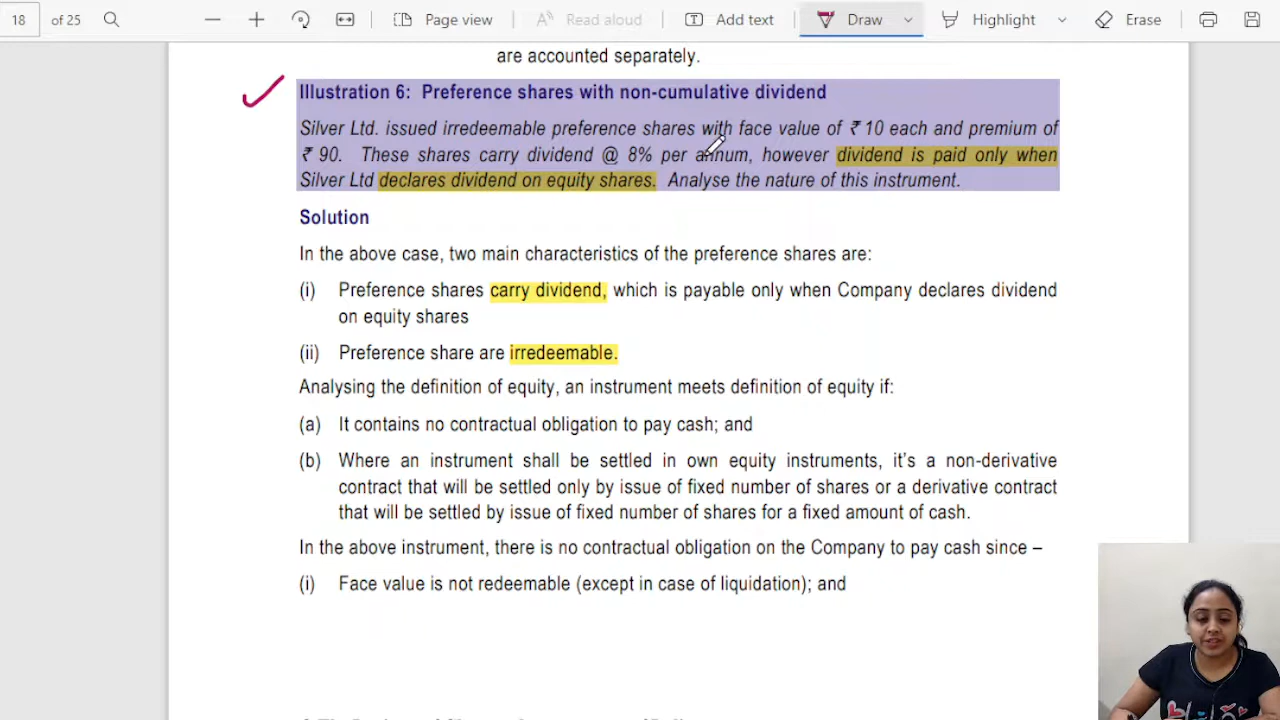 18 of 25 Page view Read aloud Add text Draw Highlight Erase
are accounted separately.
Illustration 6: Preference shares with non-cumulative dividend
Silver Ltd. issued irredeemable preference shares with face value of ₹ 10 each and premium of
₹ 90. These shares carry dividend @ 8% per annum, however dividend is paid only when
Silver Ltd declares dividend on equity shares. Analyse the nature of this instrument.
Solution
In the above case, two main characteristics of the preference shares are:
(i) Preference shares carry dividend, which is payable only when Company declares dividend
on equity shares
(ii) Preference share are irredeemable.
Analysing the definition of equity, an instrument meets definition of equity if:
(a) It contains no contractual obligation to pay cash; and
(b) Where an instrument shall be settled in own equity instruments, it's a non-derivative
contract that will be settled only by issue of fixed number of shares or a derivative contract
that will be settled by issue of fixed number of shares for a fixed amount of cash.
In the above instrument, there is no contractual obligation on the Company to pay cash since –
(i) Face value is not redeemable (except in case of liquidation); and